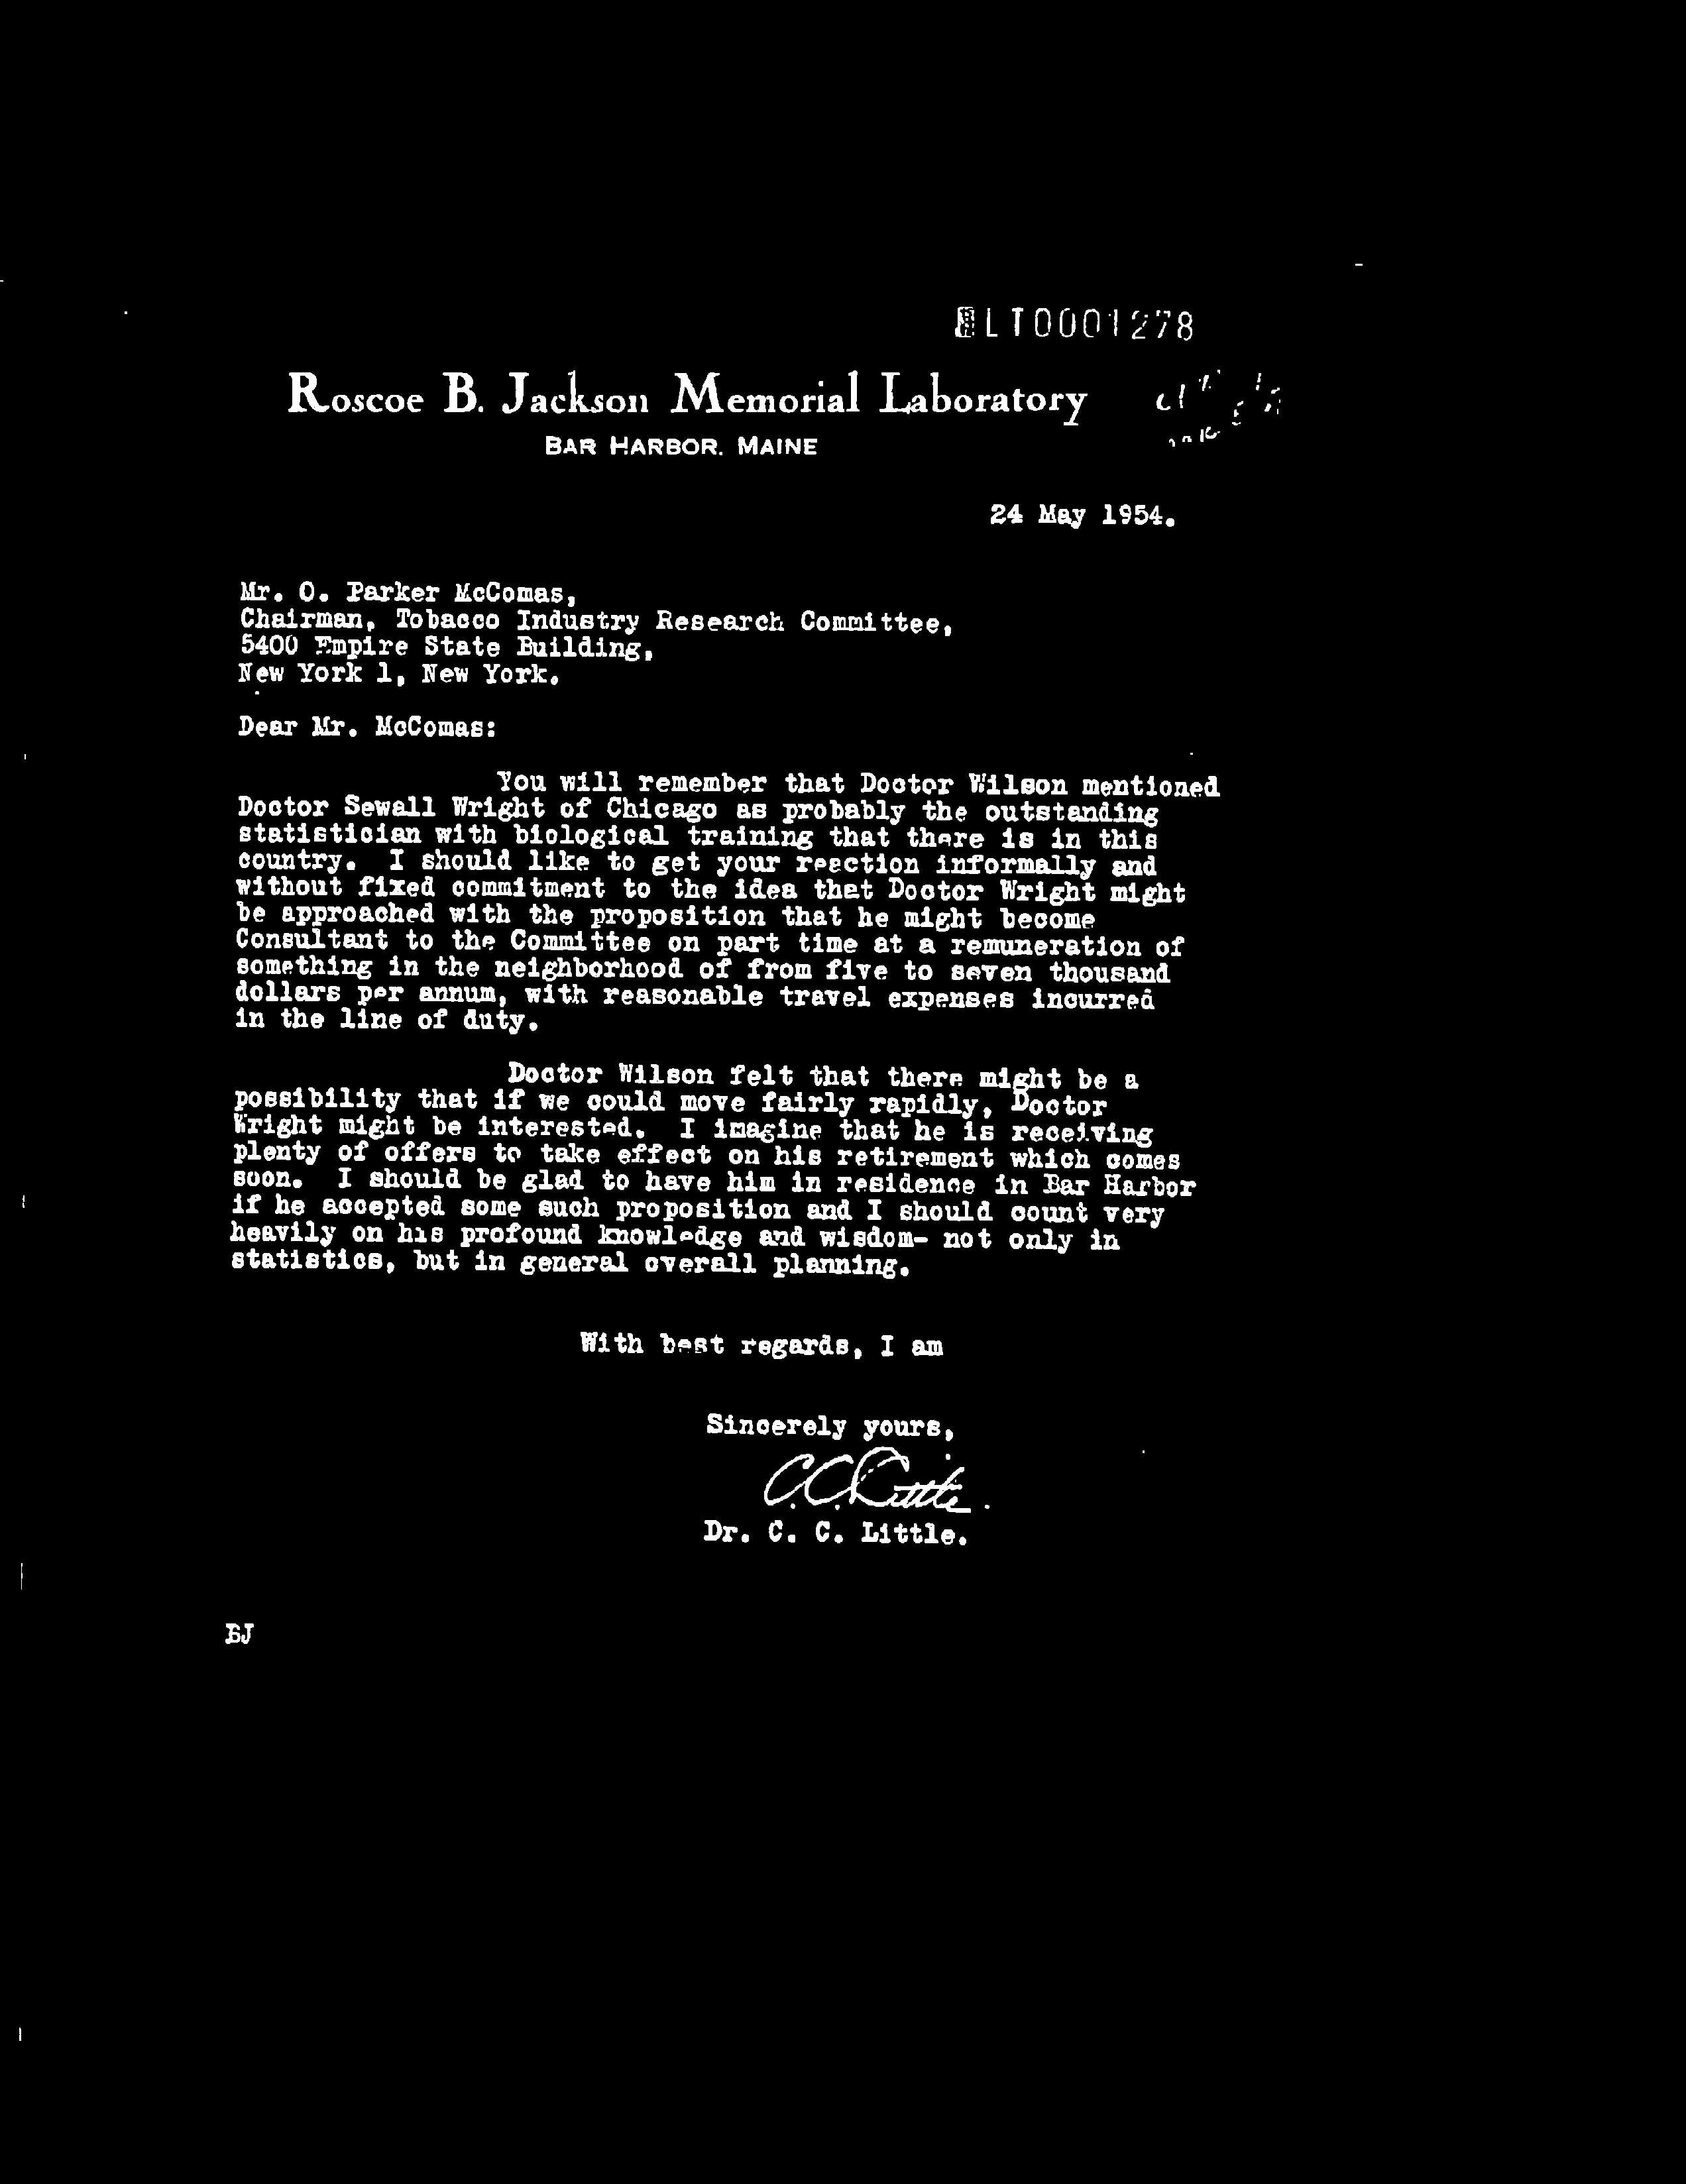 LT0001278
Roscoe B. Jackson Memorial Laboratory
BAR HARBOR, MAINE
24 May 1954.
Mr. O. Parker McComas,
Chairman, Tobacco Industry Research Committee,
5400 Empire State Building,
New York 1, New York.
Dear Mr. McComas:
You will remember that Doctor Wilson mentioned
Doctor Sewall Wright of Chicago as probably the outstanding
statistician with biological training that there is in this
country. I should like to get your reaction informally and
without fixed commitment to the idea that Doctor Wright might
be approached with the proposition that he might become
Consultant to the Committee on part time at a remuneration of
something in the neighborhood of from five to seven thousand
dollars per annum, with reasonable travel expenses incurred
in the line of duty.
Doctor Wilson felt that there might be a
possibility that if we could move fairly rapidly, Doctor
Wright might be interested. I imagine that he is receiving
plenty of offers to take effect on his retirement which comes
soon. I should be glad to have him in residence in Bar Harbor
if he accepted some such proposition and I should count very
heavily on his profound knowledge and wisdom- not only in
statistics, but in general overall planning.
With best regards, I am
Sincerely yours,
C.C. Little.
Dr. C. C. Little.
BJ